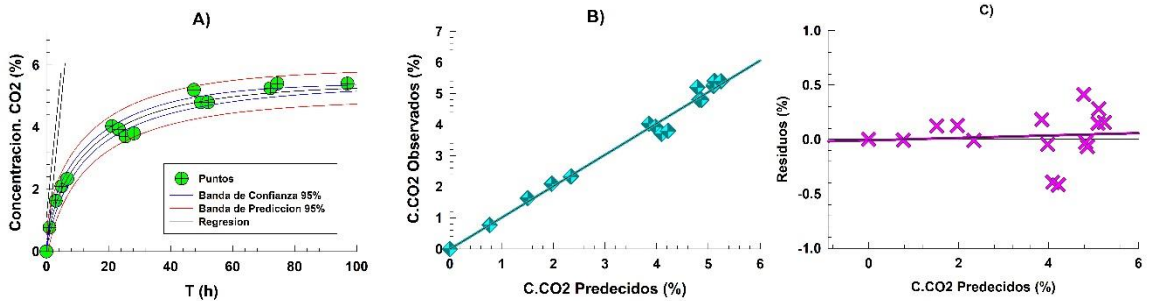 A)
Concentracion. CO2 (%)
6
4
2
0
0 20 40 60 80 100
T (h)
Puntos
Banda de Confianza 95%
Banda de Prediccion 95%
Regresion
B)
C.CO2 Observados (%)
7
6
5
4
3
2
1
0
0 1 2 3 4 5 6
C.CO2 Predecidos (%)
C)
Residuos (%)
1.0
0.5
0.0
-0.5
-1.0
0 2 4 6
C.CO2 Predecidos (%)